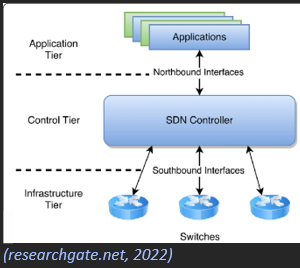 Application
Tier
Applications
Northbound Interfaces
Control Tier
SDN Controller
Southbound Interfaces
Infrastructure
Tier
Switches
(researchgate.net, 2022)